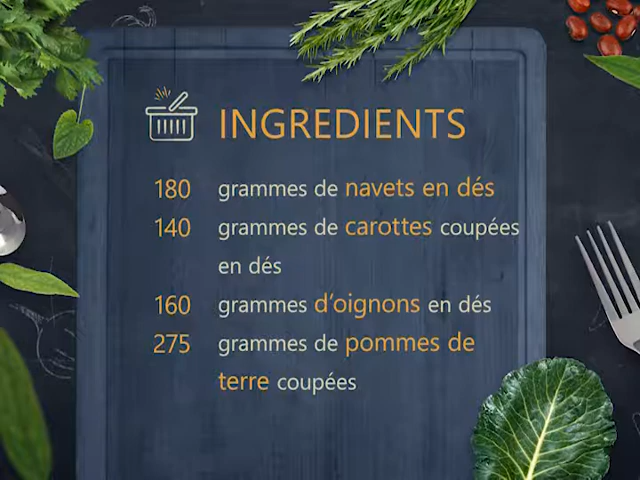 INGREDIENTS
180 grammes de navets en dés
140 grammes de carottes coupées
en dés
160 grammes d'oignons en dés
275 grammes de pommes de
terre coupées